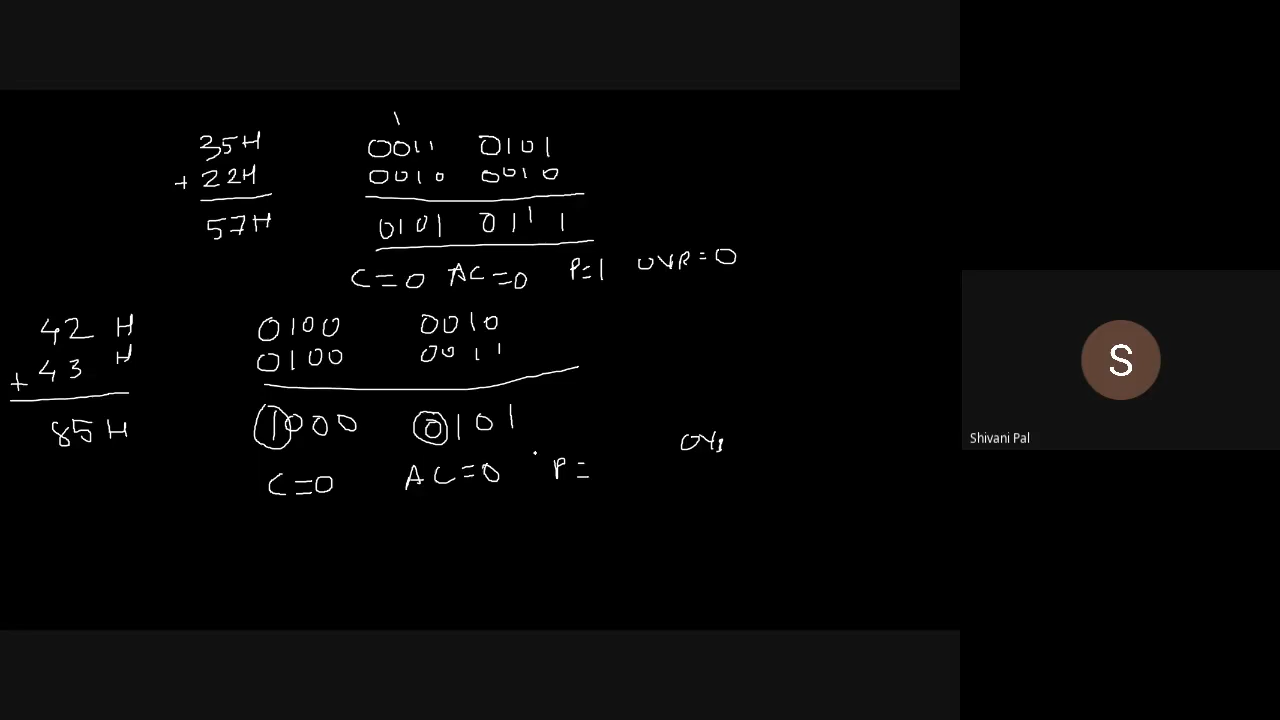 1
35H 0011 0101
+ 22H 0010 0010
57H 0101 0111
C=0 AC=0 P=1 OVR=0
42 H 0100 0010
+ 43 H 0100 0011
85 H 1000 0101
C=0 AC=0 P=
Shivani Pal
S